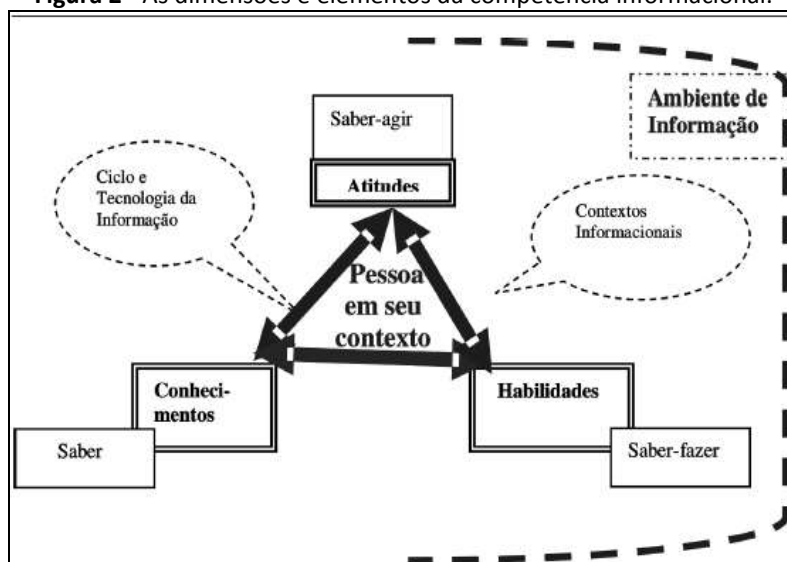 Figura 2 - As dimensões e elementos da competência informacional.
Saber-agir
Atitudes
Ambiente de
Informação
Ciclo e
Tecnologia da
Informação
Contextos
Informacionais
Pessoa
em seu
contexto
Conheci-
mentos
Saber
Habilidades
Saber-fazer